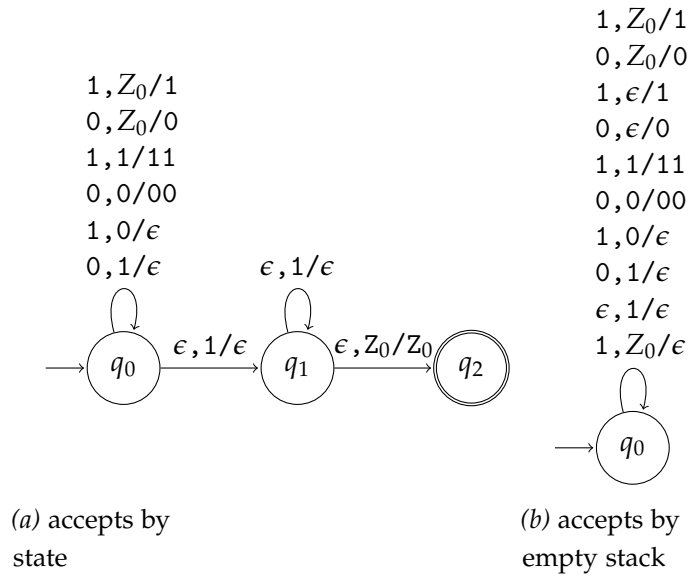 1,Z₀/1
0,Z₀/0
1,1/11
0,0/00
1,0/ϵ
0,1/ϵ
ϵ,1/ϵ
q₀
ϵ,1/ϵ
q₁
ϵ,Z₀/Z₀
q₂
(a) accepts by
state
1,Z₀/1
0,Z₀/0
1,ϵ/1
0,ϵ/0
1,1/11
0,0/00
1,0/ϵ
0,1/ϵ
ϵ,1/ϵ
1,Z₀/ϵ
q₀
(b) accepts by
empty stack